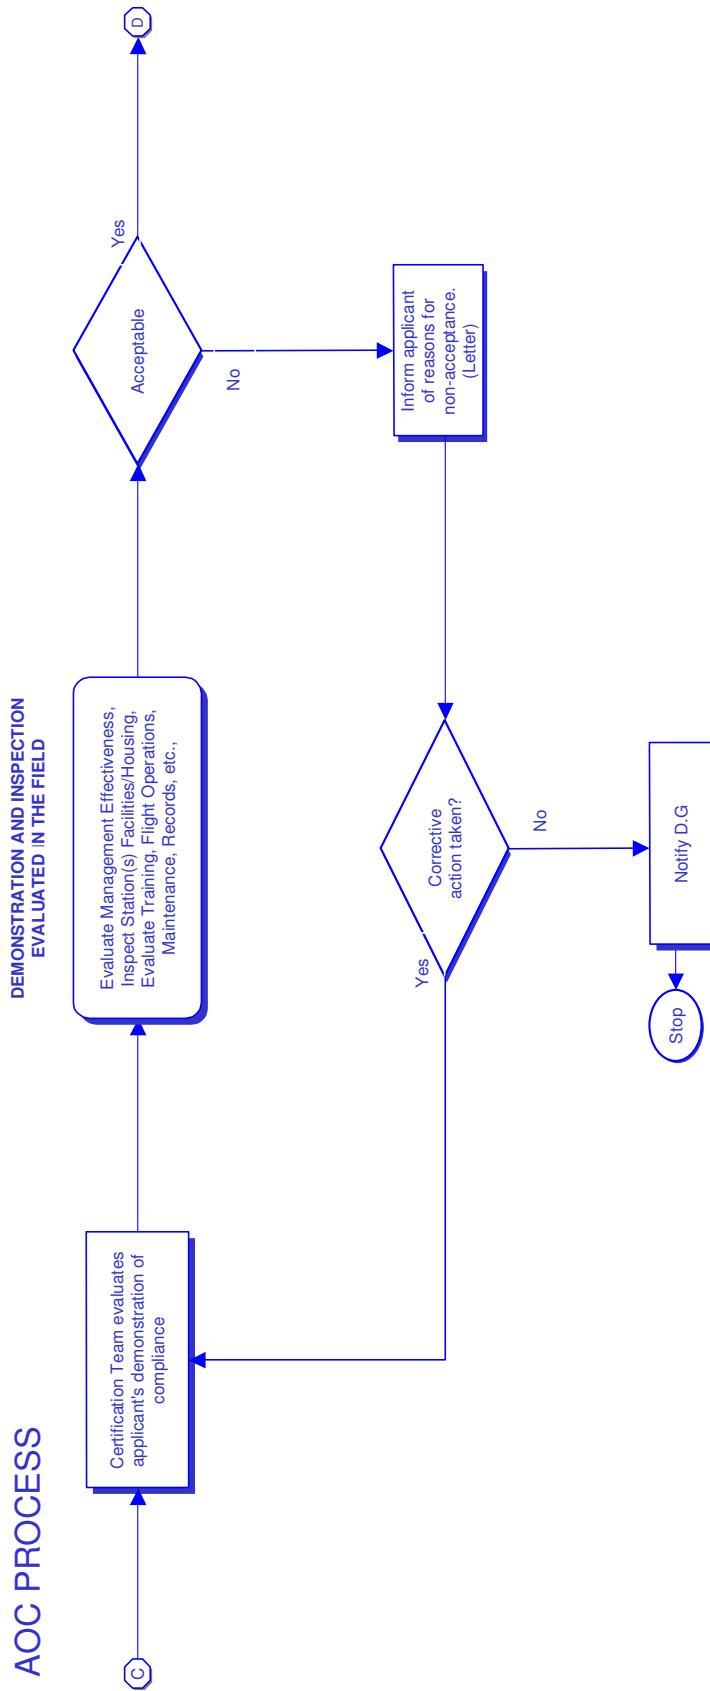 AOC PROCESS
DEMONSTRATION AND INSPECTION
EVALUATED IN THE FIELD
C
Certification Team evaluates
applicant's demonstration of
compliance
Evaluate Management Effectiveness,
Inspect Station(s) Facilities/Housing,
Evaluate Training, Flight Operations,
Maintenance, Records, etc.,
Acceptable
Yes
D
No
Inform applicant
of reasons for
non-acceptance.
(Letter)
Corrective
action taken?
Yes
No
Notify D.G
Stop